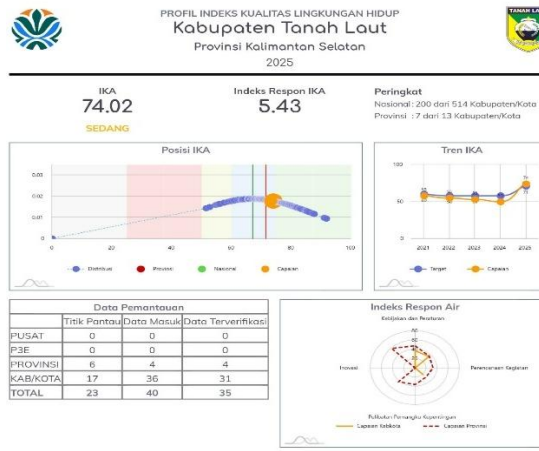 PROFIL INDEKS KUALITAS LINGKUNGAN HIDUP
Kabupaten Tanah Laut
Provinsi Kalimantan Selatan
2025
TANAH LA
IKA
74.02
SEDANG
Indeks Respon IKA
5.43
Peringkat
Nasional: 200 dari 514 Kabupaten/Kota
Provinsi : 7 dari 13 Kabupaten/Kota
Posisi IKA
0.03
0.02
0.01
0
0 20 40 60 80 100
Distribusi Provinsi Nasional Capaian
Tren IKA
100
50
0
2021 2022 2023 2024 2025
Target Capaian
Data Pemantauan
Titik Pantau Data Masuk Data Terverifikasi
PUSAT 0 0 0
P3E 0 0 0
PROVINSI 6 4 4
KAB/KOTA 17 36 31
TOTAL 23 40 35
Indeks Respon Air
Kebijakan dan Peraturan
Inovasi
Perencanaan Kegiatan
Pelibatan Pemangku Kepentingan
Capaian Kab/kota Capaian Provinsi